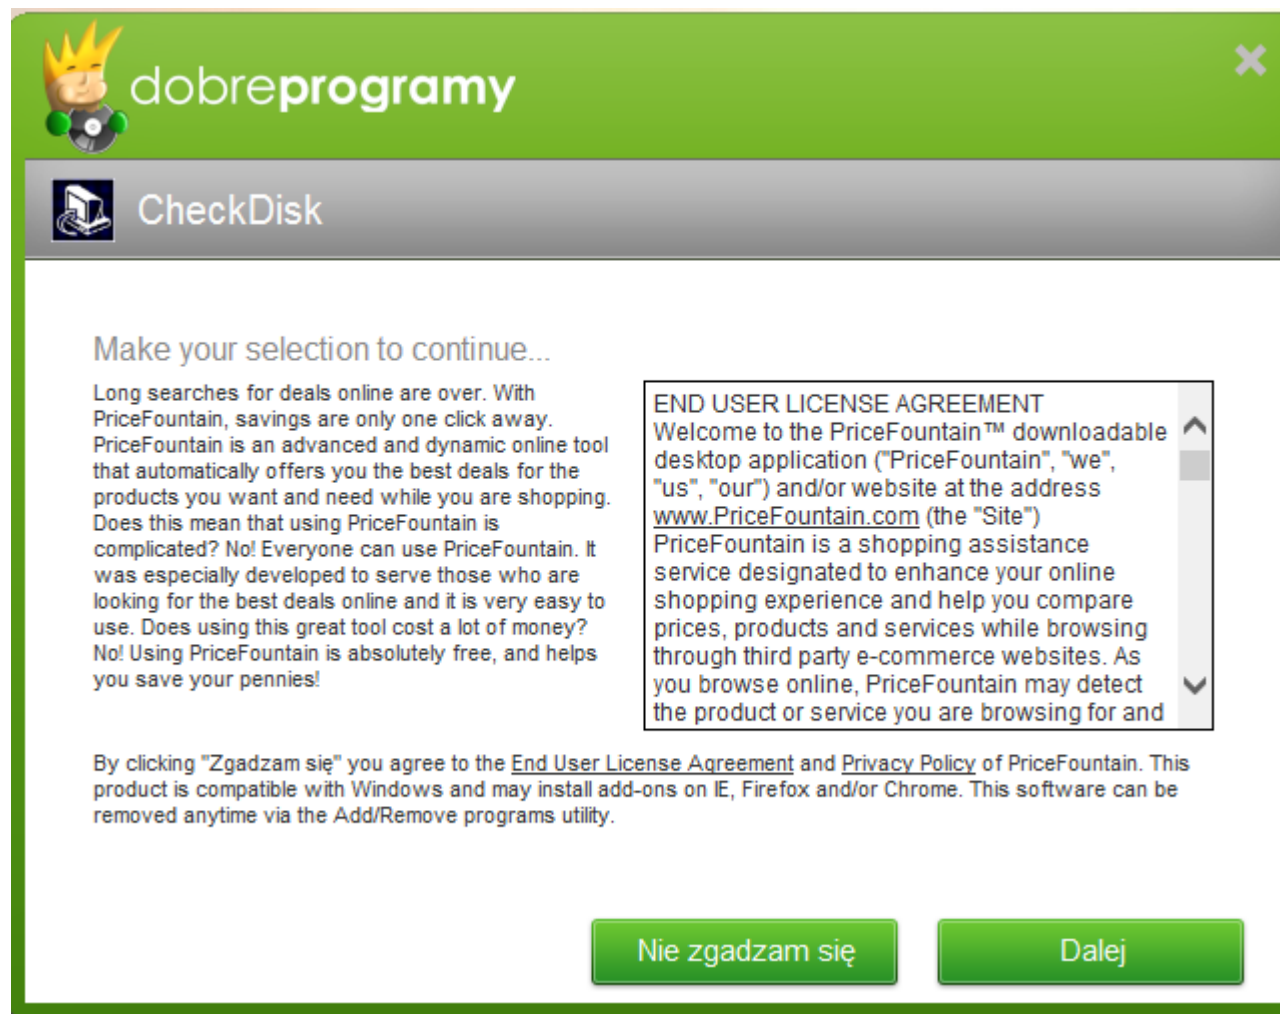 dobreprogramy
CheckDisk
Make your selection to continue...
Long searches for deals online are over. With
PriceFountain, savings are only one click away.
PriceFountain is an advanced and dynamic online tool
that automatically offers you the best deals for the
products you want and need while you are shopping.
Does this mean that using PriceFountain is
complicated? No! Everyone can use PriceFountain. It
was especially developed to serve those who are
looking for the best deals online and it is very easy to
use. Does using this great tool cost a lot of money?
No! Using PriceFountain is absolutely free, and helps
you save your pennies!
END USER LICENSE AGREEMENT
Welcome to the PriceFountain™ downloadable
desktop application ("PriceFountain", "we",
"us", "our") and/or website at the address
www.PriceFountain.com (the "Site")
PriceFountain is a shopping assistance
service designated to enhance your online
shopping experience and help you compare
prices, products and services while browsing
through third party e-commerce websites. As
you browse online, PriceFountain may detect
the product or service you are browsing for and
By clicking "Zgadzam się" you agree to the End User License Agreement and Privacy Policy of PriceFountain. This
product is compatible with Windows and may install add-ons on IE, Firefox and/or Chrome. This software can be
removed anytime via the Add/Remove programs utility.
Nie zgadzam się
Dalej